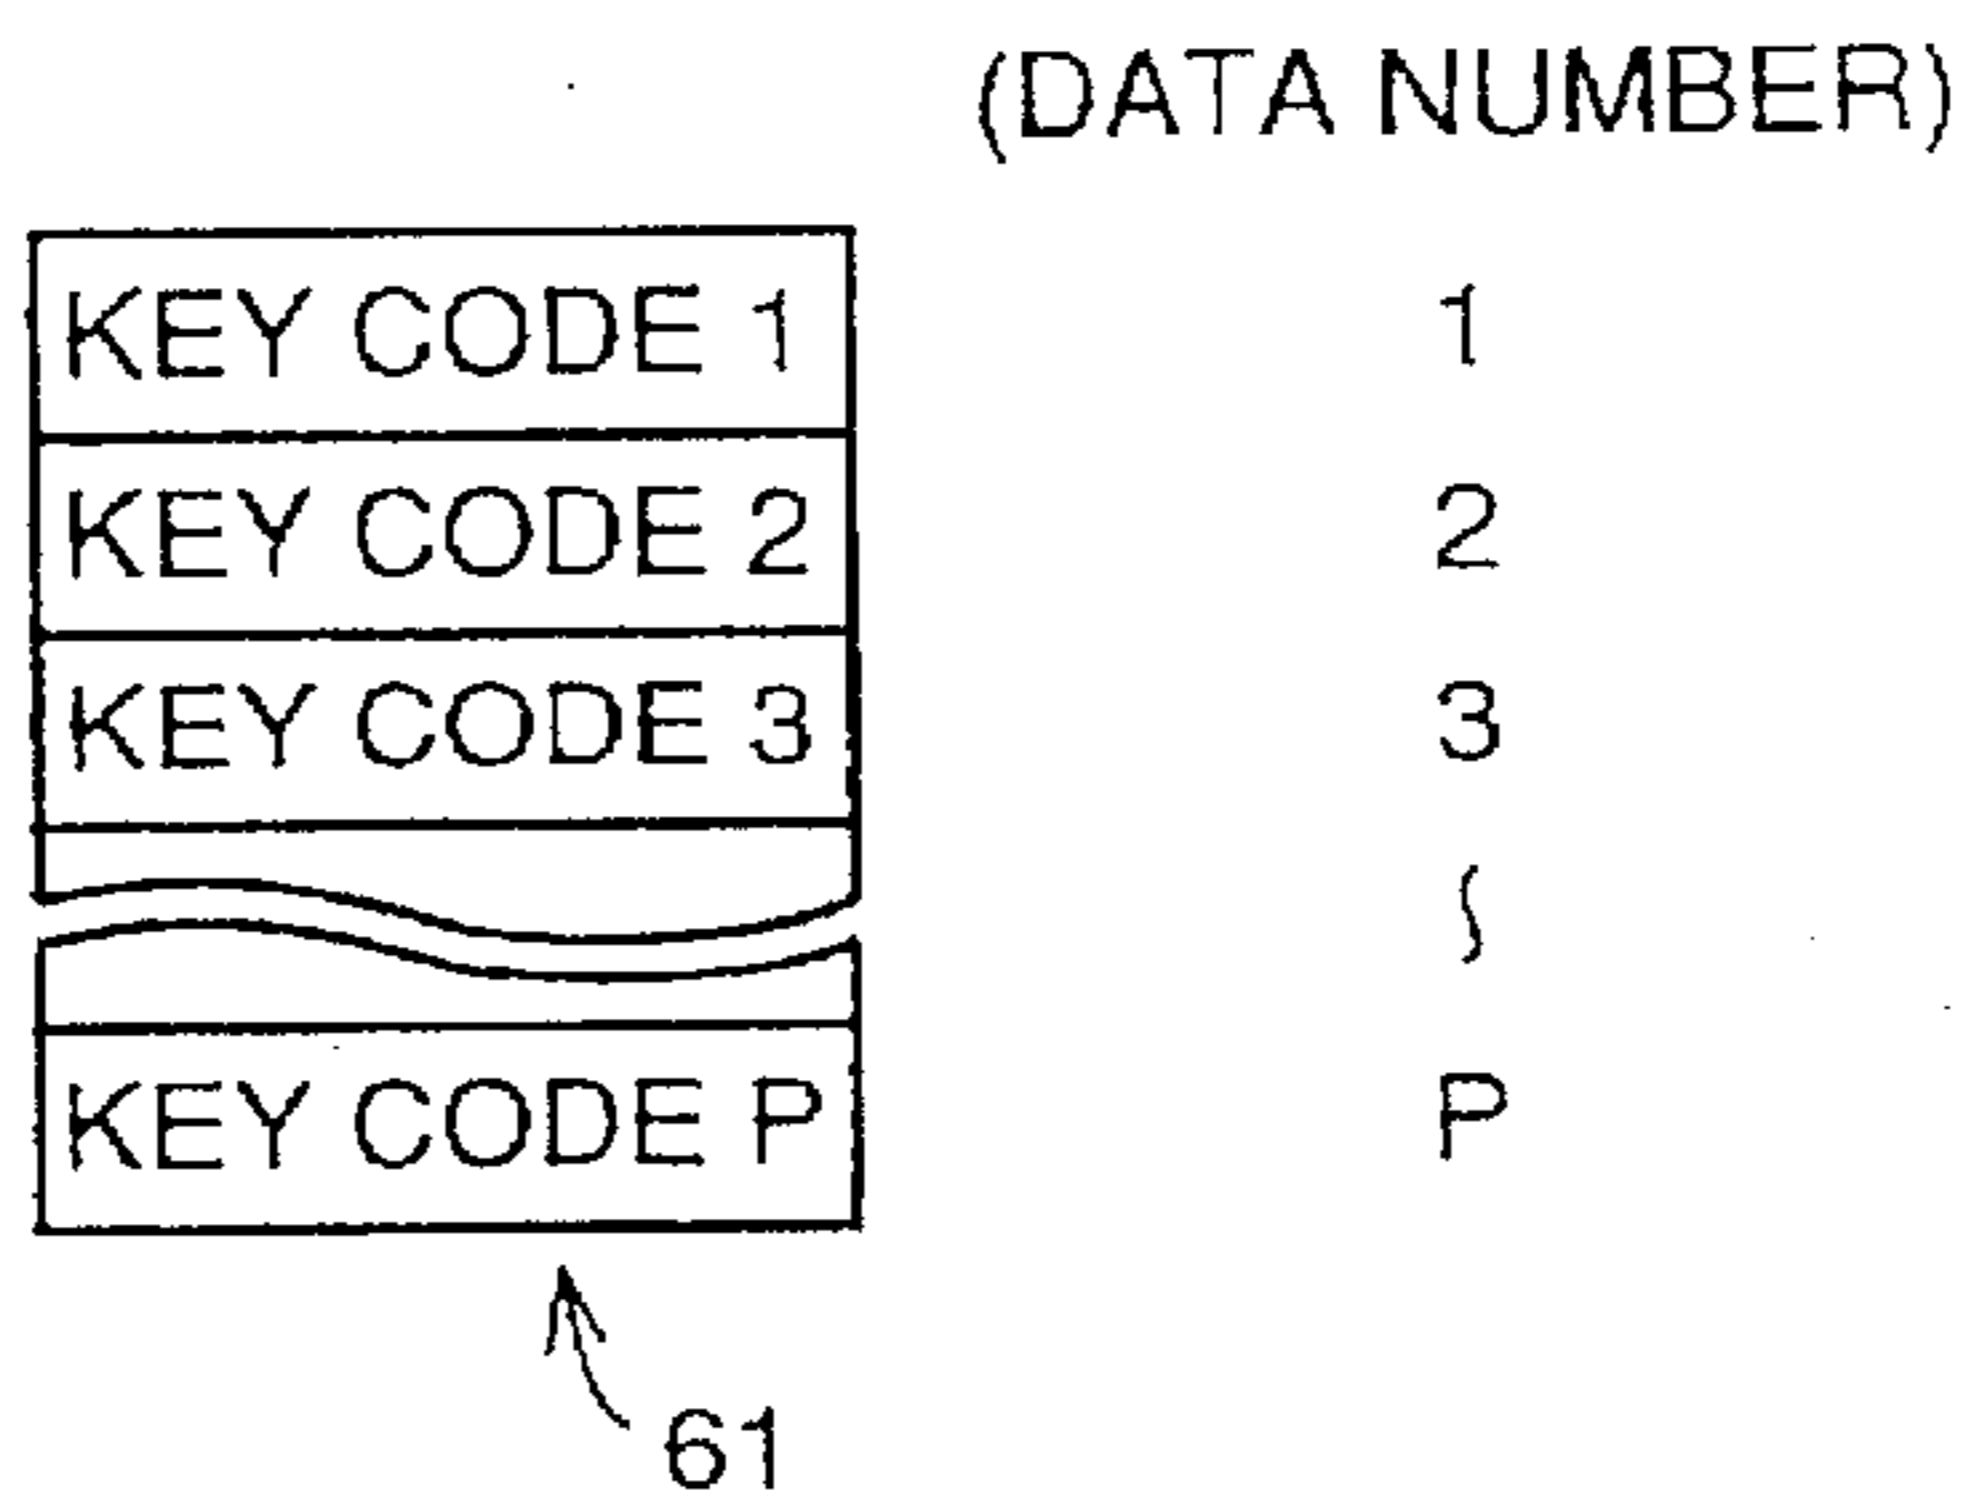 (DATA NUMBER)
KEY CODE 1 1
KEY CODE 2 2
KEY CODE 3 3
KEY CODE P P
61